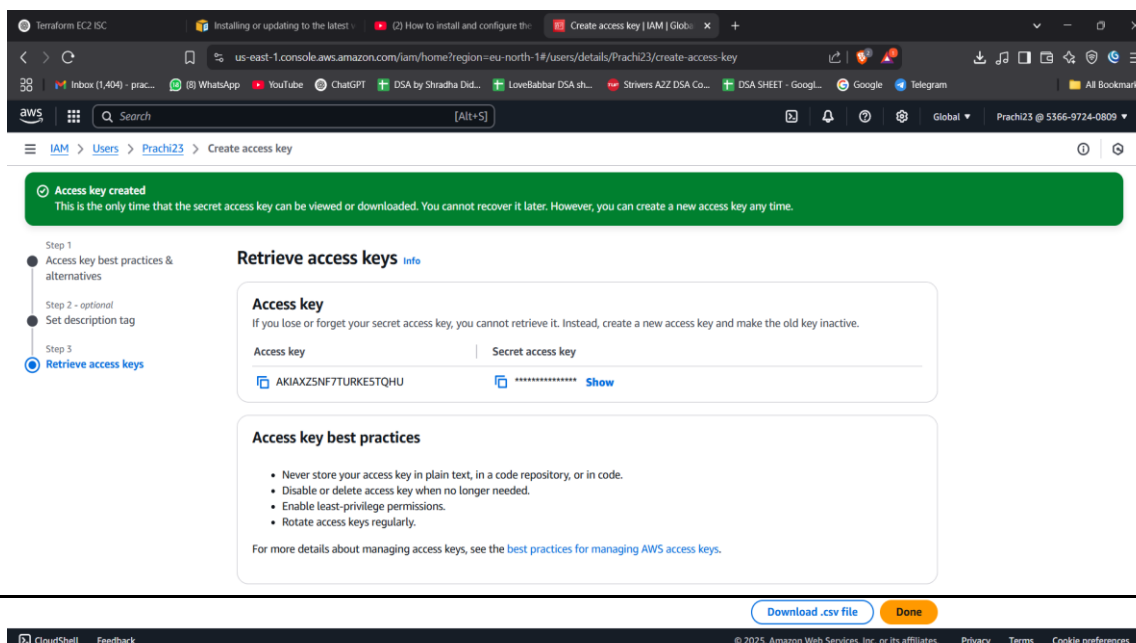 Terraform EC2 ISC
Installing or updating to the latest v
(2) How to install and configure the
Create access key | IAM | Globa
us-east-1.console.aws.amazon.com/iam/home?region=eu-north-1#/users/details/Prachi23/create-access-key
Inbox (1,404) - prac... (8) WhatsApp YouTube ChatGPT DSA by Shradha Did... LoveBabbar DSA sh... Strivers A2Z DSA Co... DSA SHEET - Googl... Google Telegram All Bookmark
aws Search [Alt+S] Global Prachi23 @ 5366-9724-0809
IAM > Users > Prachi23 > Create access key
Access key created
This is the only time that the secret access key can be viewed or downloaded. You cannot recover it later. However, you can create a new access key any time.
Step 1
Access key best practices &
alternatives
Step 2 - optional
Set description tag
Step 3
Retrieve access keys
Retrieve access keys Info
Access key
If you lose or forget your secret access key, you cannot retrieve it. Instead, create a new access key and make the old key inactive.
Access key Secret access key
AKIAXZ5NF7TURKE5TQHU *************** Show
Access key best practices
• Never store your access key in plain text, in a code repository, or in code.
• Disable or delete access key when no longer needed.
• Enable least-privilege permissions.
• Rotate access keys regularly.
For more details about managing access keys, see the best practices for managing AWS access keys.
Download .csv file Done
CloudShell Feedback © 2025, Amazon Web Services, Inc. or its affiliates. Privacy Terms Cookie preferences